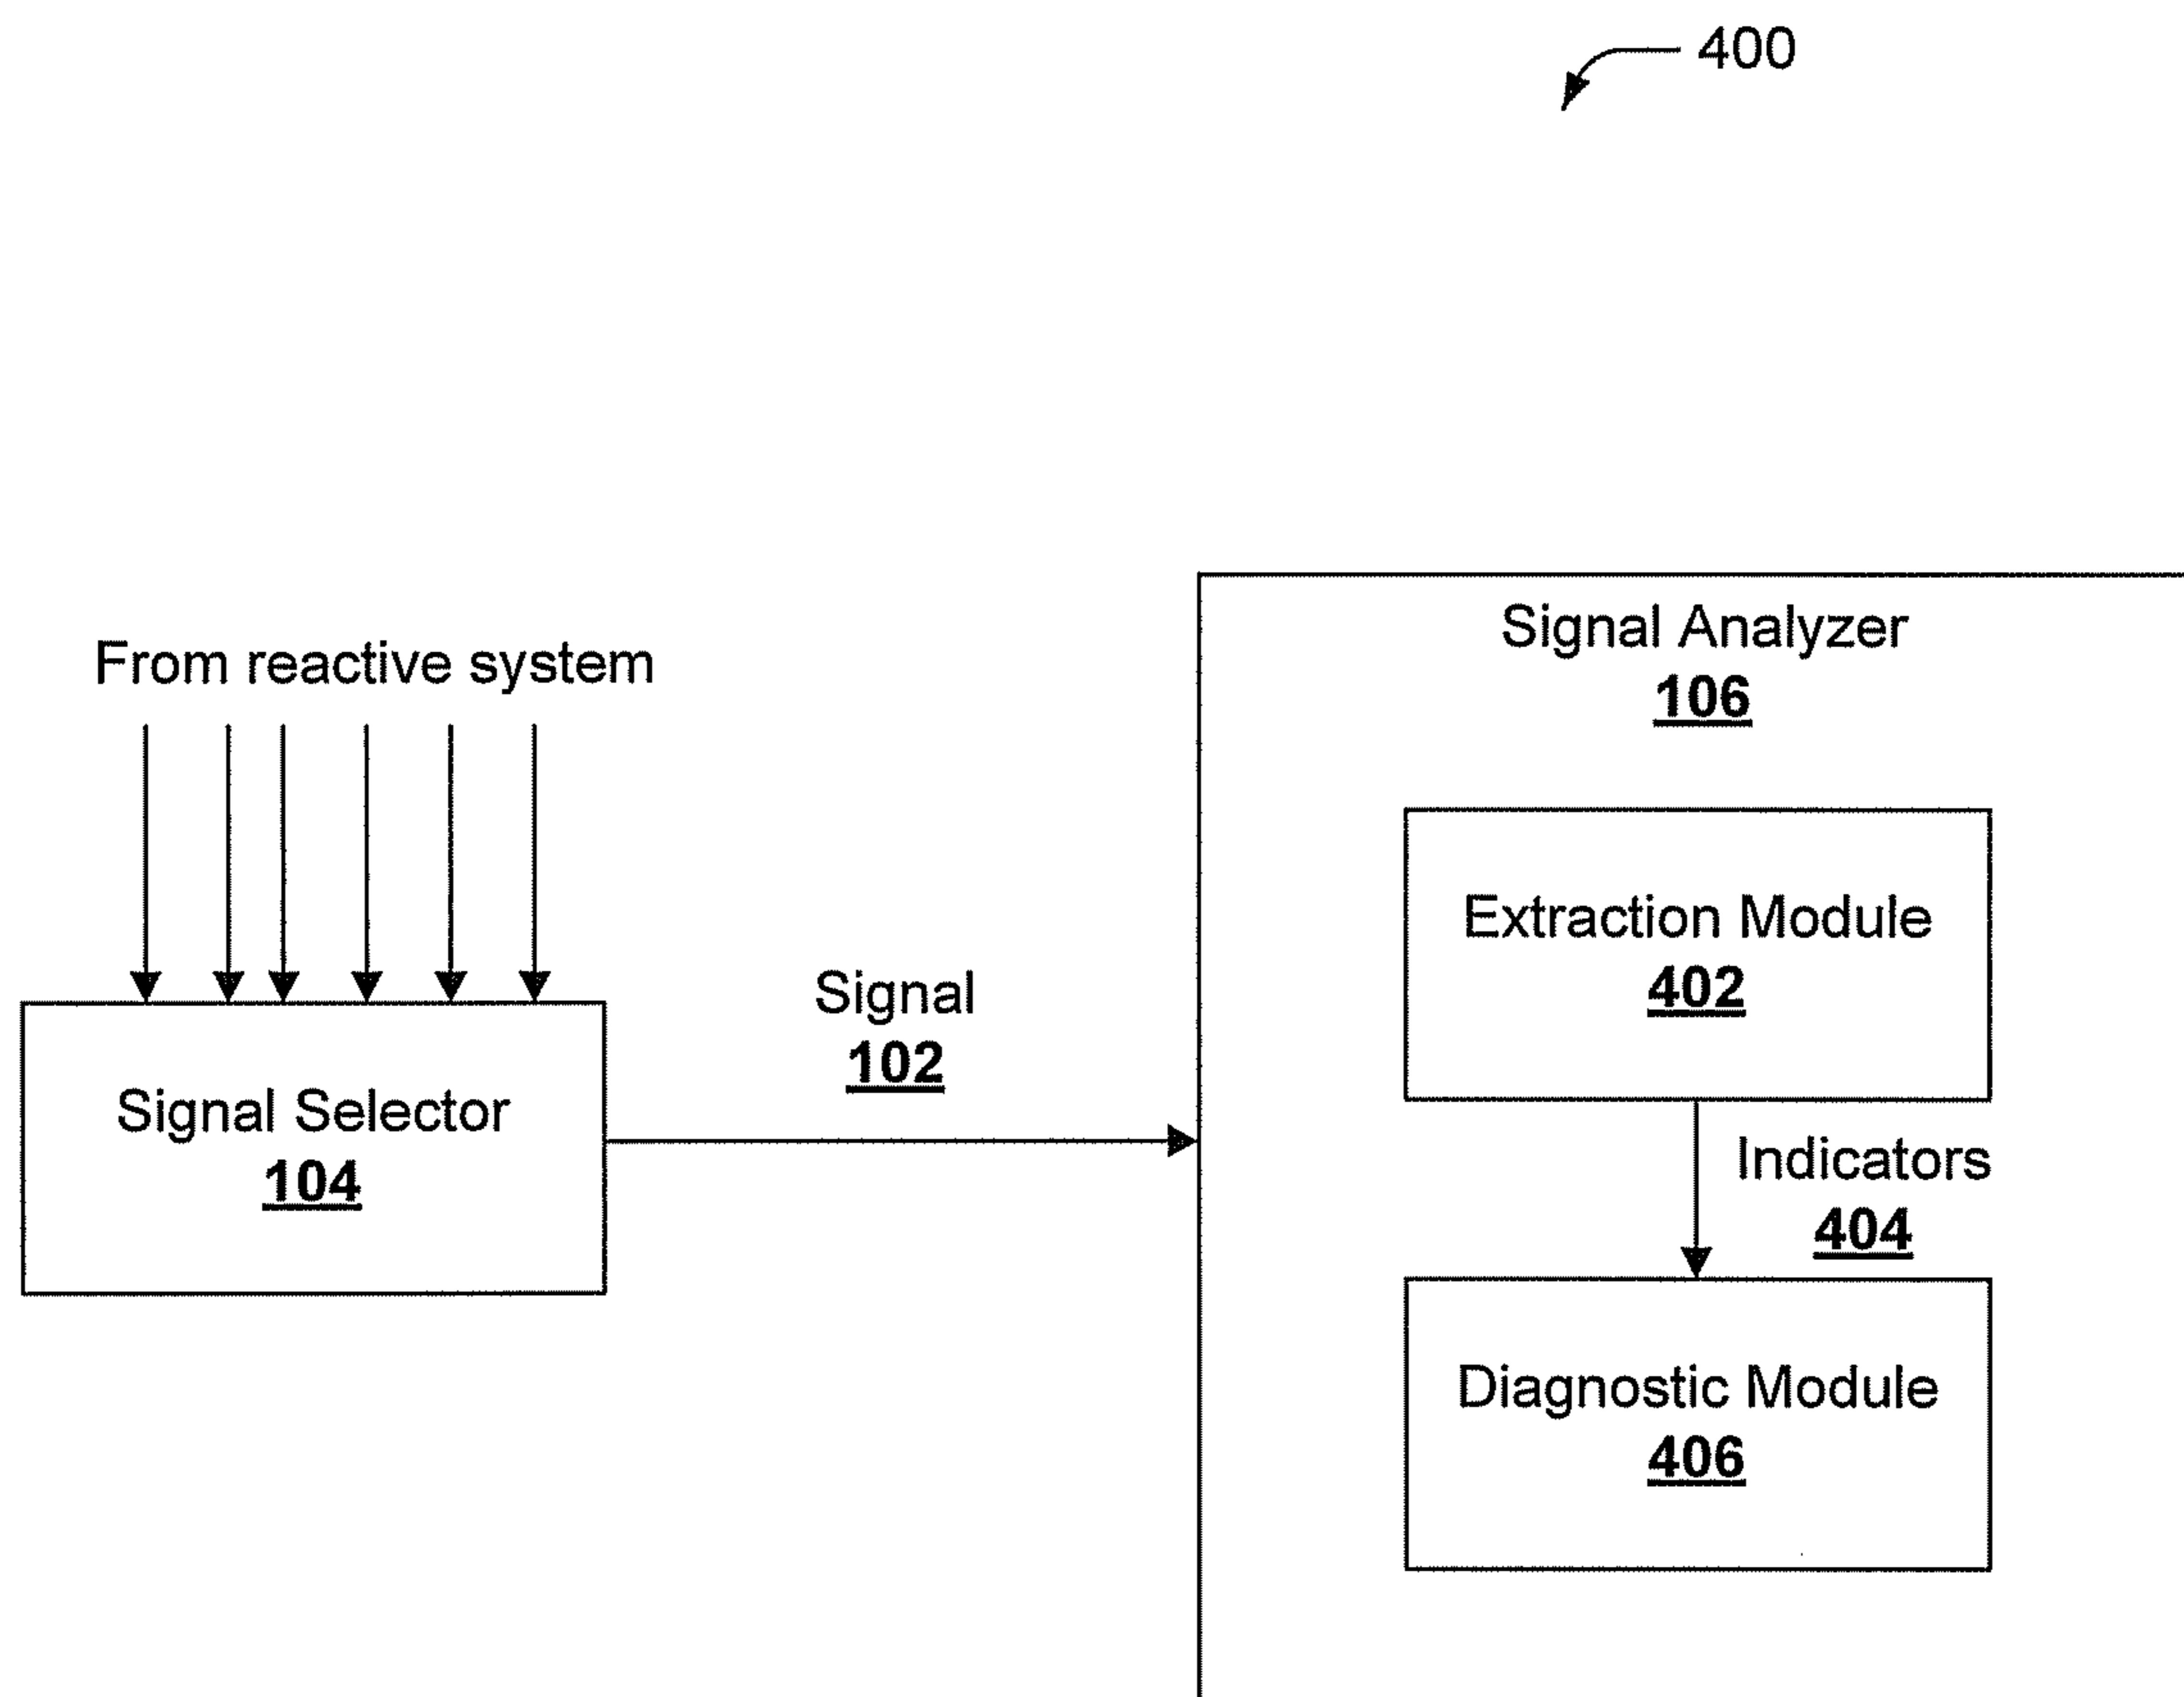 400
From reactive system
Signal Selector
104
Signal
102
Signal Analyzer
106
Extraction Module
402
Indicators
404
Diagnostic Module
406